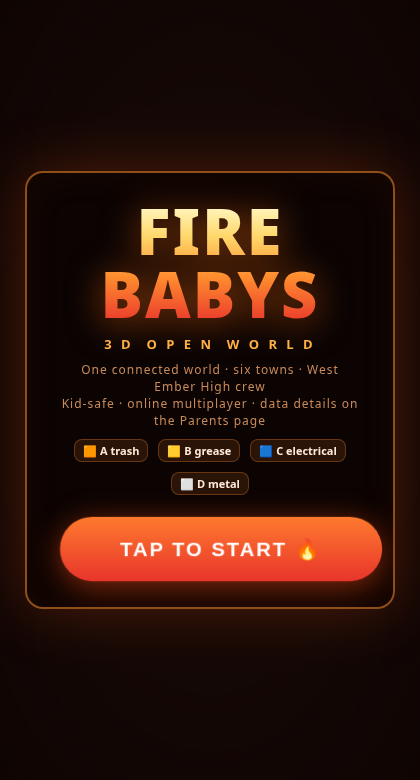 FIRE
BABYS
3D OPEN WORLD
One connected world · six towns · West
Ember High crew
Kid-safe · online multiplayer · data details on
the Parents page
🟧 A trash 🟨 B grease 🟦 C electrical
⬜ D metal
TAP TO START 🔥